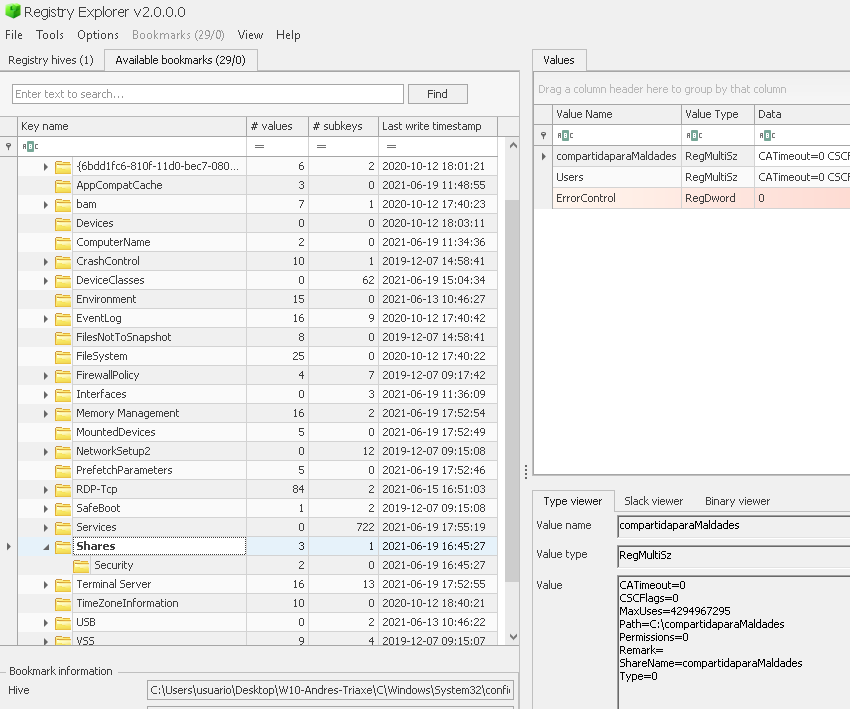 Registry Explorer v2.0.0.0
File Tools Options Bookmarks (29/0) View Help
Registry hives (1) Available bookmarks (29/0)
Enter text to search... Find
Key name # values # subkeys Last write timestamp
= = =
{6bdd1fc6-810f-11d0-bec7-080... 6 2 2020-10-12 18:01:21
AppCompatCache 3 0 2021-06-19 11:48:55
bam 7 1 2020-10-12 17:40:23
Devices 0 0 2020-10-12 18:03:11
ComputerName 2 0 2021-06-19 11:34:36
CrashControl 10 1 2019-12-07 14:58:41
DeviceClasses 0 62 2021-06-19 15:04:34
Environment 15 0 2021-06-13 10:46:27
EventLog 16 9 2020-10-12 17:40:42
FilesNotToSnapshot 8 0 2019-12-07 14:58:41
FileSystem 25 0 2020-10-12 17:40:22
FirewallPolicy 4 7 2019-12-07 09:17:42
Interfaces 0 3 2021-06-19 11:36:09
Memory Management 16 2 2021-06-19 17:52:54
MountedDevices 5 0 2021-06-19 17:52:49
NetworkSetup2 0 12 2019-12-07 09:15:08
PrefetchParameters 5 0 2021-06-19 17:52:46
RDP-Tcp 84 2 2021-06-15 16:51:03
SafeBoot 1 2 2019-12-07 09:15:08
Services 0 722 2021-06-19 17:55:19
Shares 3 1 2021-06-19 16:45:27
Security 2 0 2021-06-19 16:45:27
Terminal Server 16 13 2021-06-19 17:52:55
TimeZoneInformation 10 0 2020-10-12 18:40:21
USB 0 2 2021-06-13 10:46:22
VSS 9 4 2019-12-07 09:15:07
Bookmark information
Hive C:\Users\usuario\Desktop\W10-Andres-Triaxe\C\Windows\System32\confi
Values
Drag a column header here to group by that column
Value Name Value Type Data
compartidaparaMaldades RegMultiSz CATimeout=0 CSCF
Users RegMultiSz CATimeout=0 CSCF
ErrorControl RegDword 0
Type viewer Slack viewer Binary viewer
Value name compartidaparaMaldades
Value type RegMultiSz
Value CATimeout=0
CSCFlags=0
MaxUses=4294967295
Path=C:\compartidaparaMaldades
Permissions=0
Remark=
ShareName=compartidaparaMaldades
Type=0